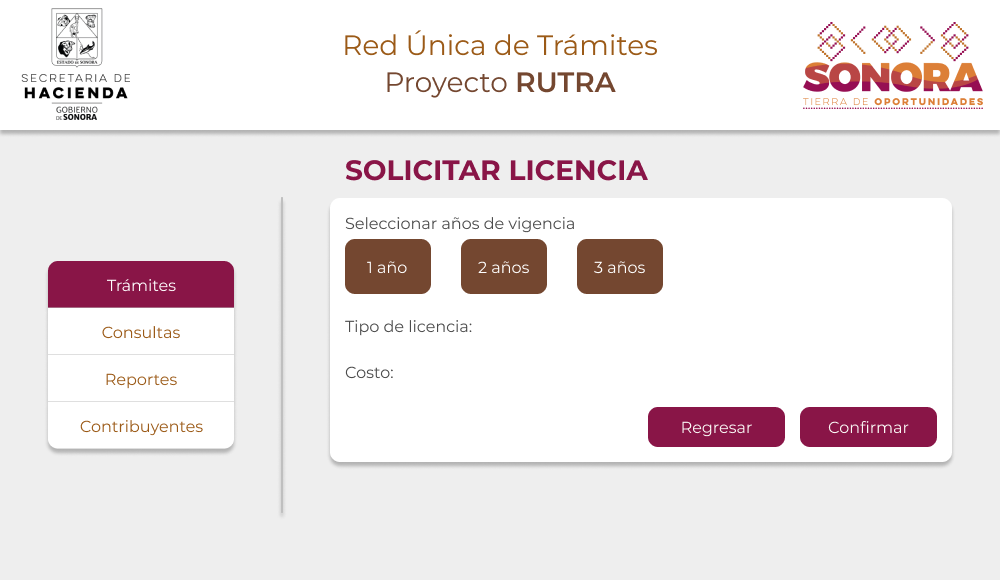 ESTADO de SONORA
SECRETARIA DE
HACIENDA
GOBIERNO
DE SONORA
Red Única de Trámites
Proyecto RUTRA
SONORA
TIERRA DE OPORTUNIDADES
SOLICITAR LICENCIA
Trámites
Consultas
Reportes
Contribuyentes
Seleccionar años de vigencia
1 año
2 años
3 años
Tipo de licencia:
Costo:
Regresar
Confirmar